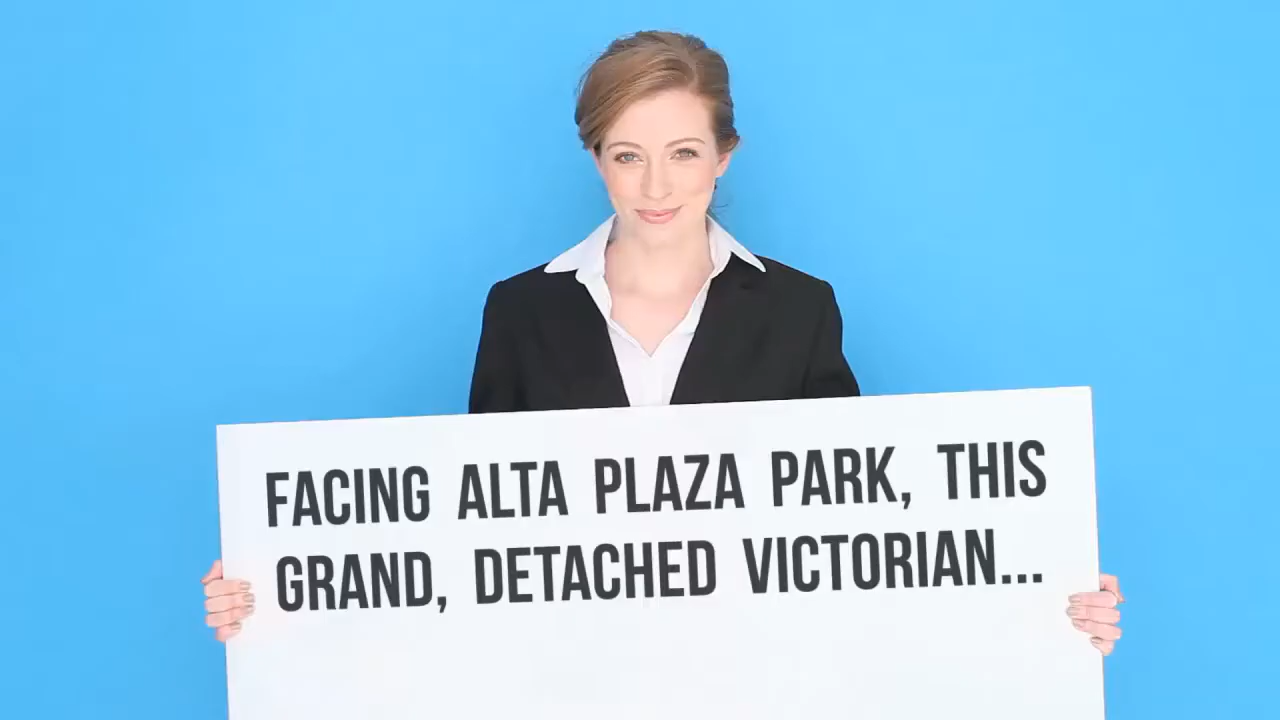 FACING ALTA PLAZA PARK, THIS
GRAND, DETACHED VICTORIAN...